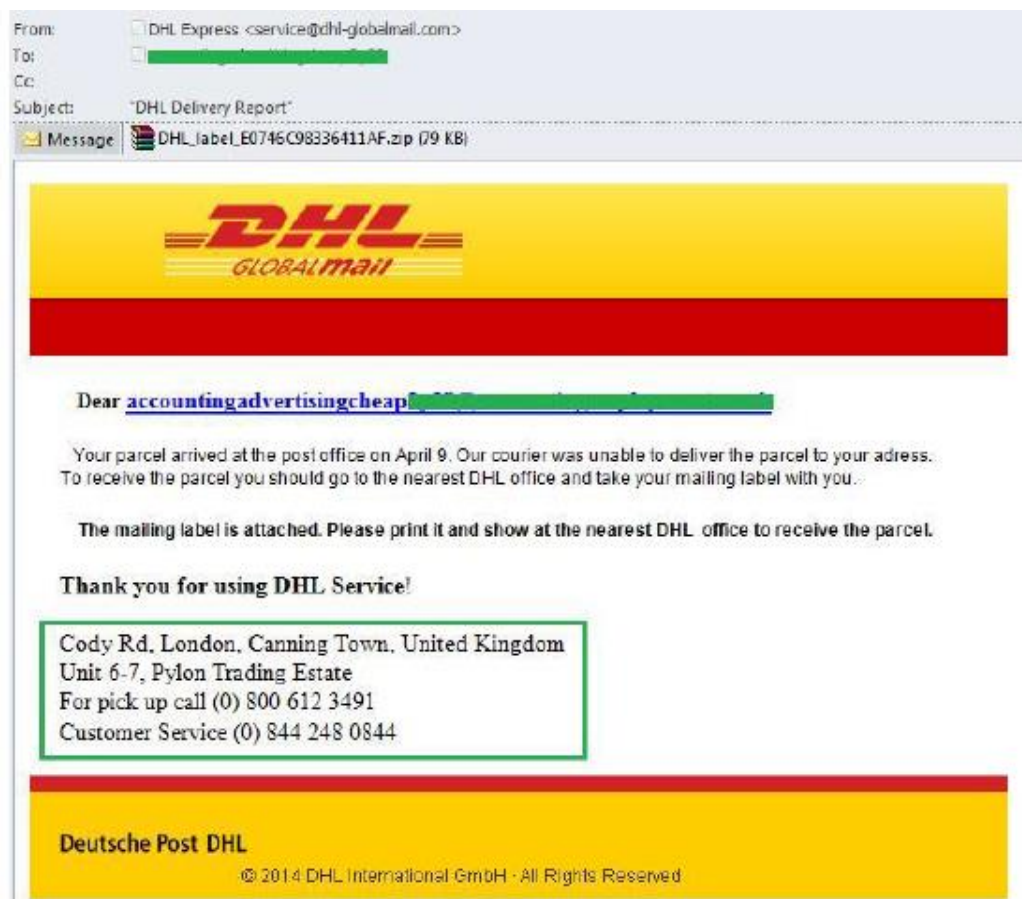 From: DHL Express <service@dhl-globalmail.com>
To:
Cc:
Subject: "DHL Delivery Report"
Message DHL_label_E0746C98336411AF.zip (79 KB)
DHL
GLOBALmail
Dear accountingadvertisingcheap
Your parcel arrived at the post office on April 9. Our courier was unable to deliver the parcel to your adress.
To receive the parcel you should go to the nearest DHL office and take your mailing label with you.
The mailing label is attached. Please print it and show at the nearest DHL office to receive the parcel.
Thank you for using DHL Service!
Cody Rd, London, Canning Town, United Kingdom
Unit 6-7, Pylon Trading Estate
For pick up call (0) 800 612 3491
Customer Service (0) 844 248 0844
Deutsche Post DHL
© 2014 DHL International GmbH · All Rights Reserved